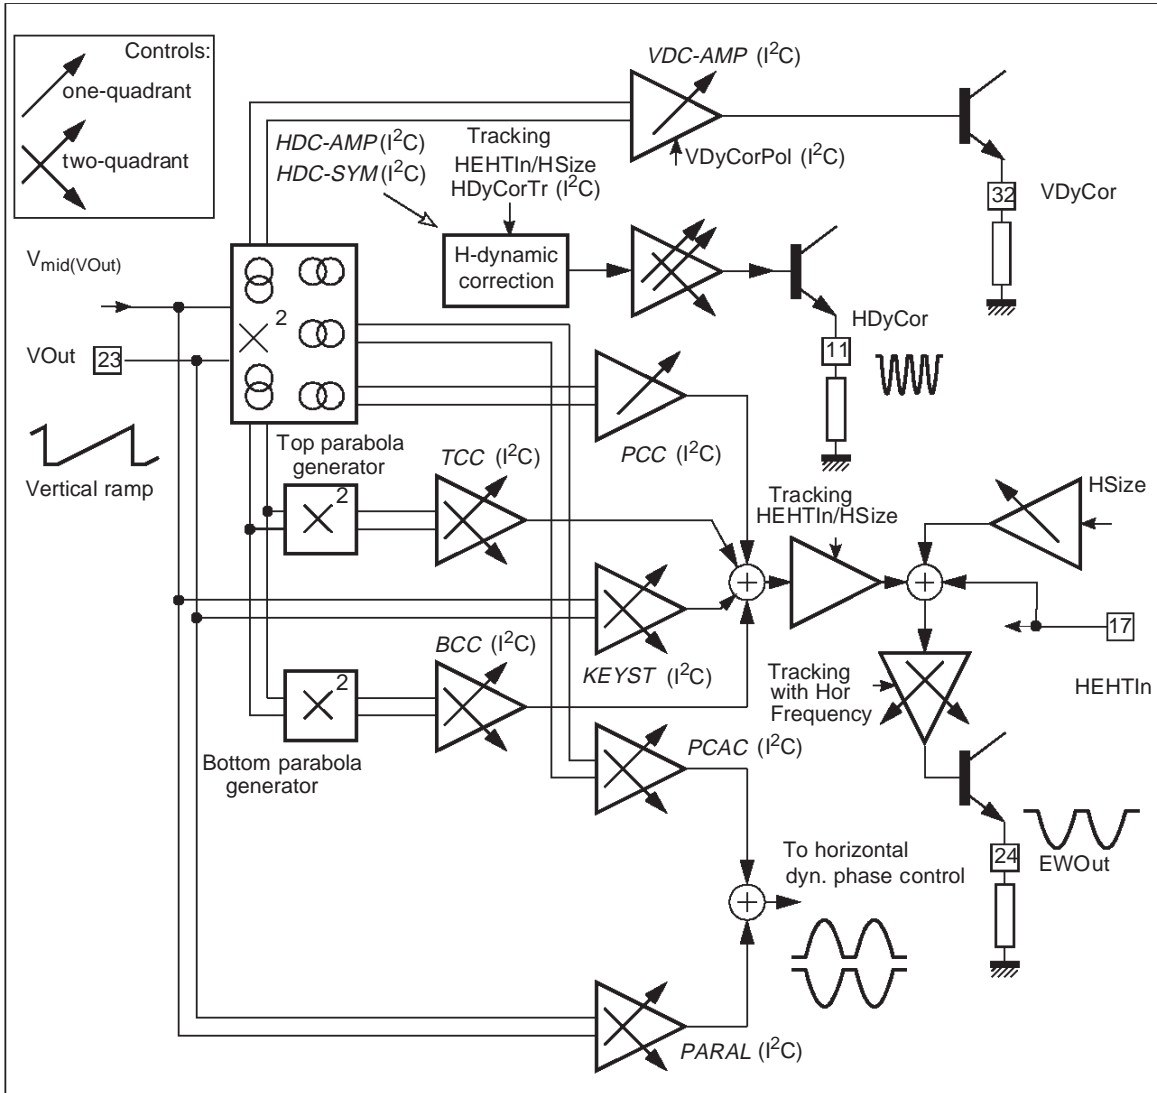 Controls:
one-quadrant
two-quadrant
VDC-AMP (I²C)
HDC-AMP(I²C)
HDC-SYM(I²C)
Tracking
HEHTIn/HSize
HDyCorTr (I²C)
VDyCorPol (I²C)
32
VDyCor
H-dynamic
correction
Vmid(VOut)
2
VOut
23
HDyCor
11
Vertical ramp
Top parabola
generator
2
TCC (I²C)
PCC (I²C)
Tracking
HEHTIn/HSize
HSize
17
HEHTIn
BCC (I²C)
KEYST (I²C)
2
Bottom parabola
generator
Tracking
with Hor
Frequency
PCAC (I²C)
24
EWOut
To horizontal
dyn. phase control
PARAL (I²C)